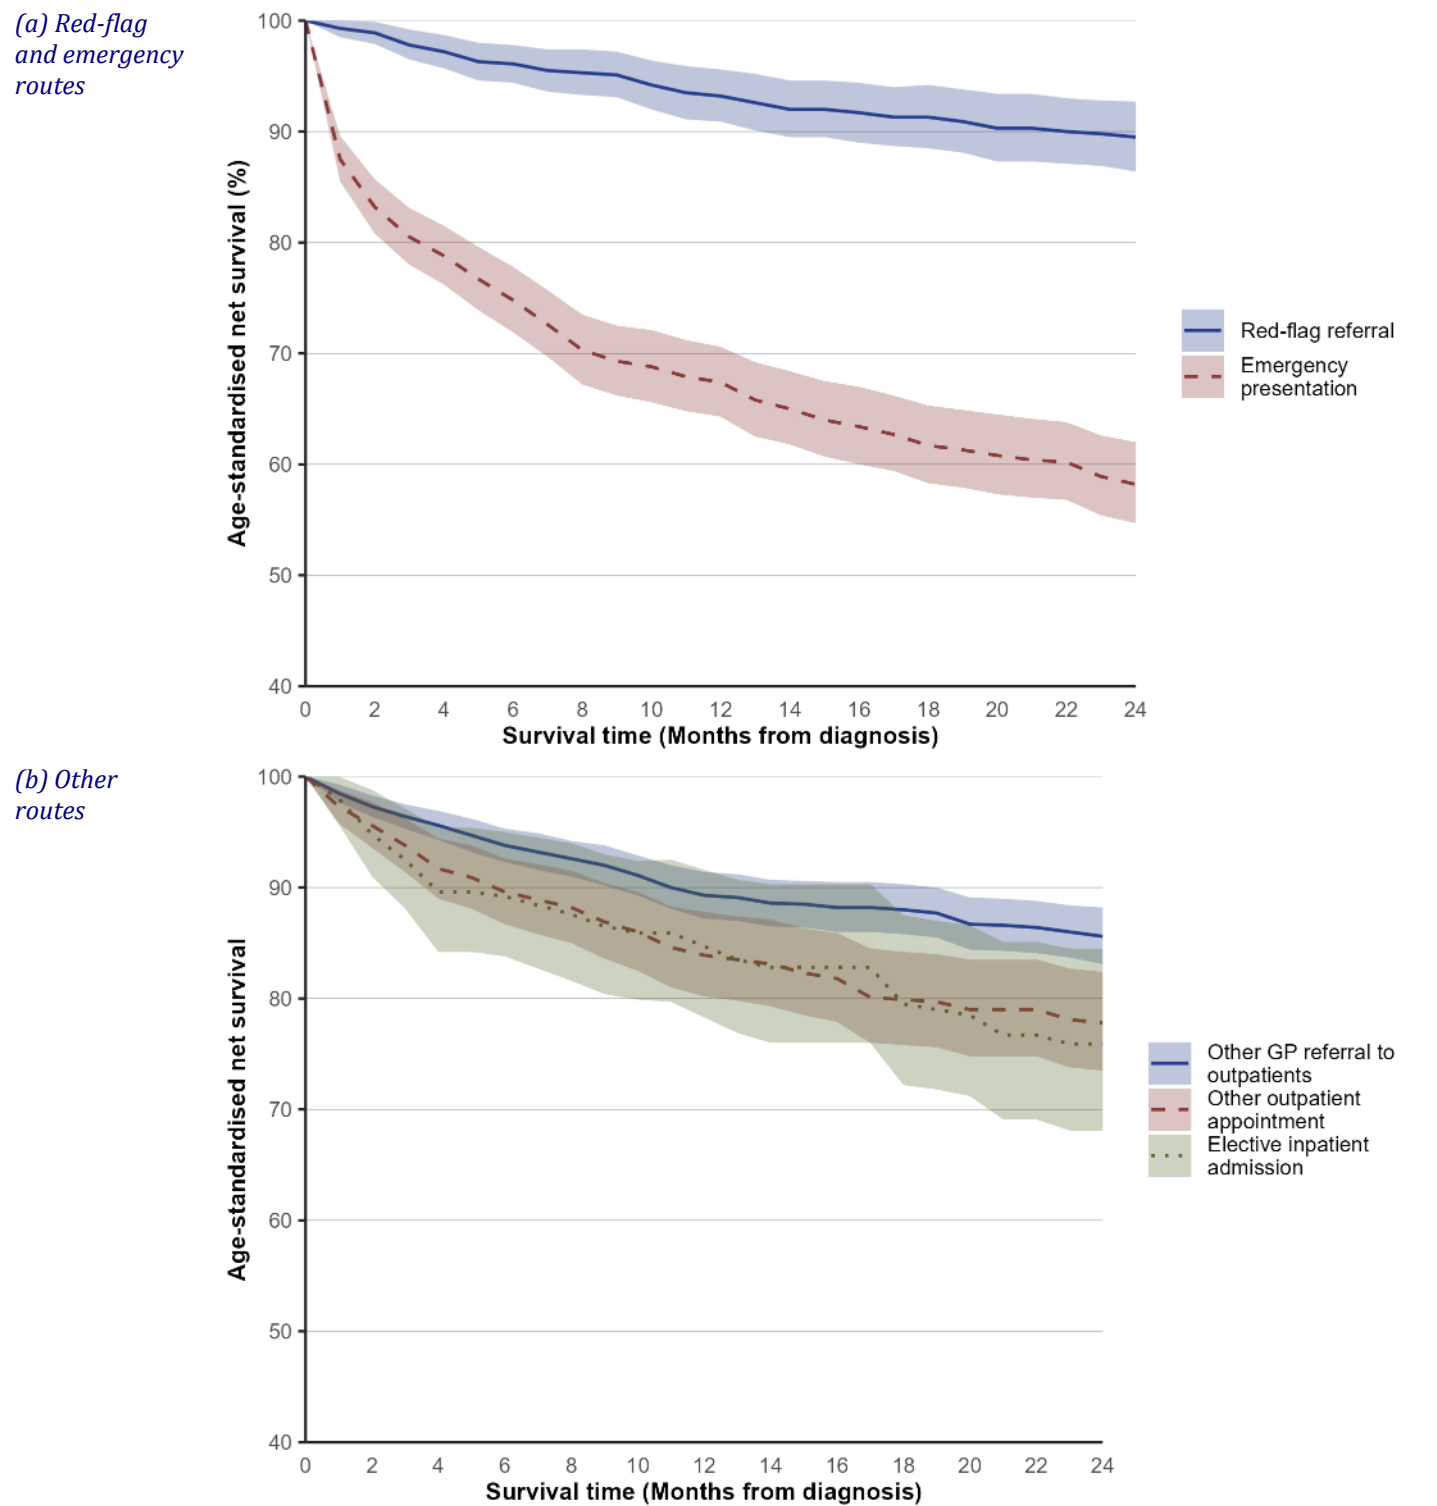 (a) Red-flag
and emergency
routes
Age-standardised net survival (%)
100
90
80
70
60
50
40
0 2 4 6 8 10 12 14 16 18 20 22 24
Survival time (Months from diagnosis)
Red-flag referral
Emergency
presentation
(b) Other
routes
Age-standardised net survival
100
90
80
70
60
50
40
0 2 4 6 8 10 12 14 16 18 20 22 24
Survival time (Months from diagnosis)
Other GP referral to
outpatients
Other outpatient
appointment
Elective inpatient
admission